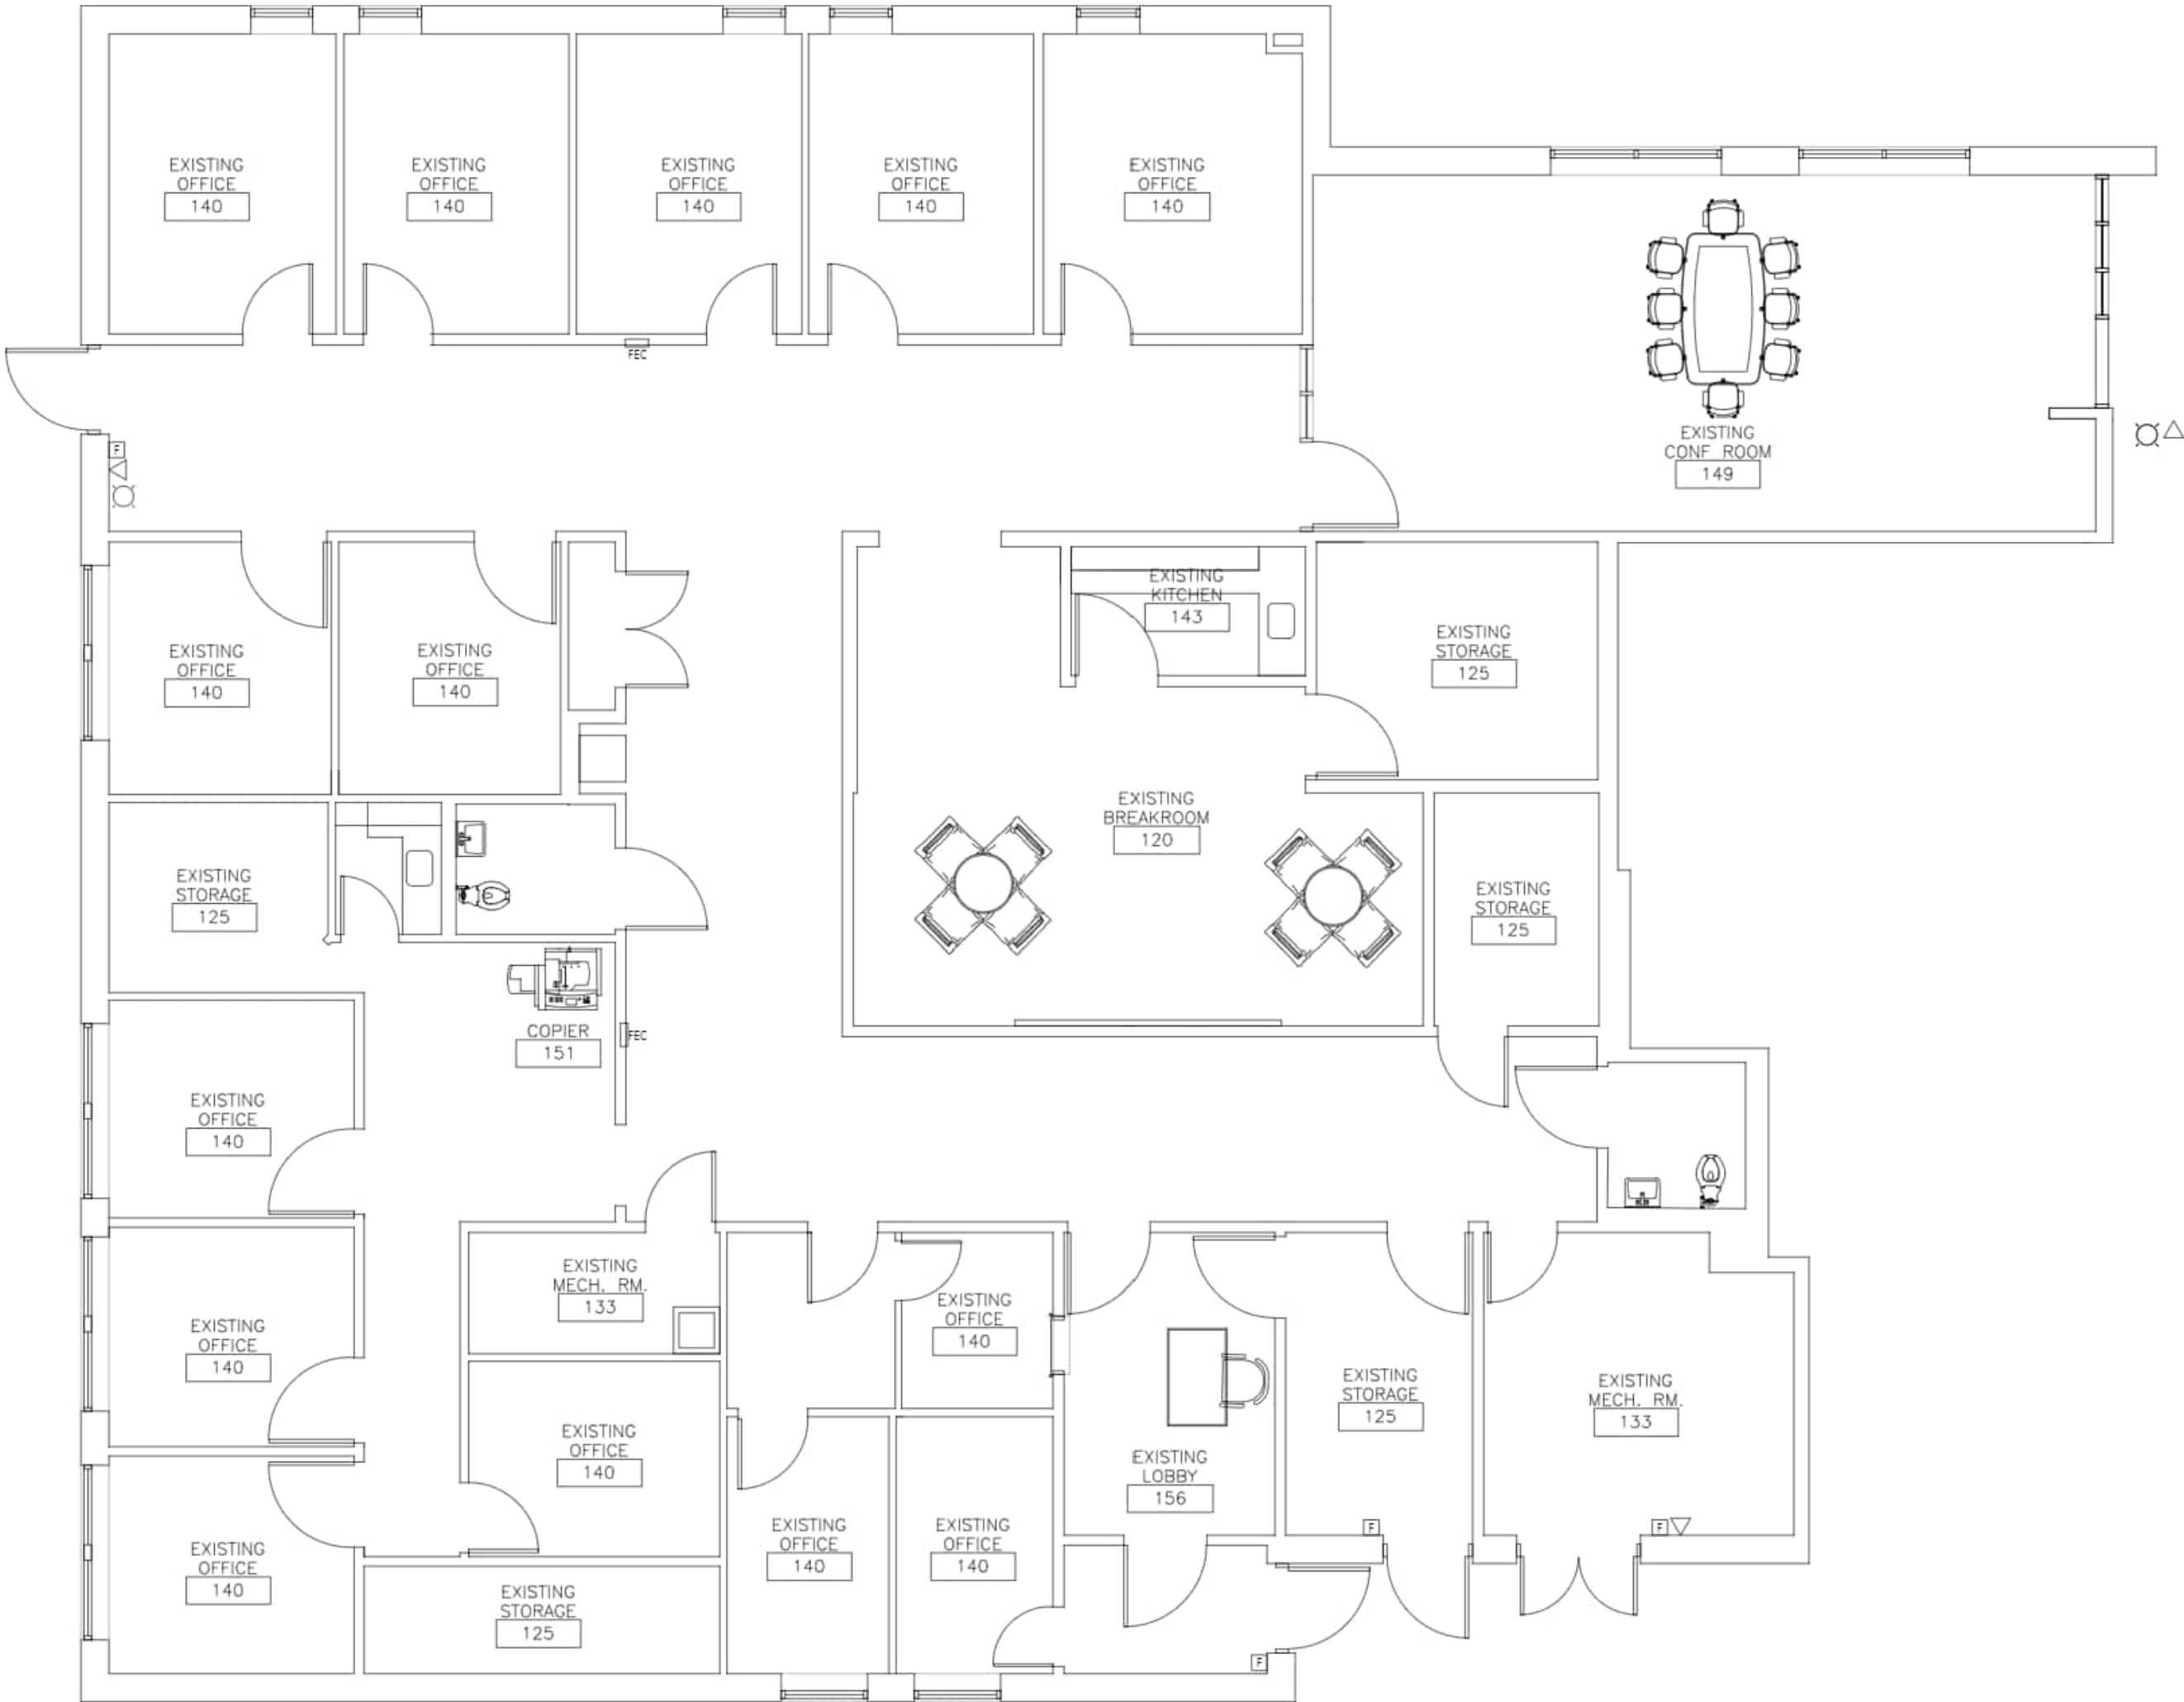 EXISTING
OFFICE
140
EXISTING
OFFICE
140
EXISTING
OFFICE
140
EXISTING
OFFICE
140
EXISTING
OFFICE
140
FEC
F
EXISTING
CONF. ROOM
149
EXISTING
OFFICE
140
EXISTING
OFFICE
140
EXISTING
KITCHEN
143
EXISTING
STORAGE
125
EXISTING
BREAKROOM
120
EXISTING
STORAGE
125
EXISTING
STORAGE
125
COPIER
151
FEC
EXISTING
OFFICE
140
EXISTING
MECH. RM.
133
EXISTING
OFFICE
140
EXISTING
OFFICE
140
EXISTING
OFFICE
140
EXISTING
LOBBY
156
EXISTING
STORAGE
125
EXISTING
MECH. RM.
133
F
F
EXISTING
OFFICE
140
EXISTING
STORAGE
125
EXISTING
OFFICE
140
EXISTING
OFFICE
140
F